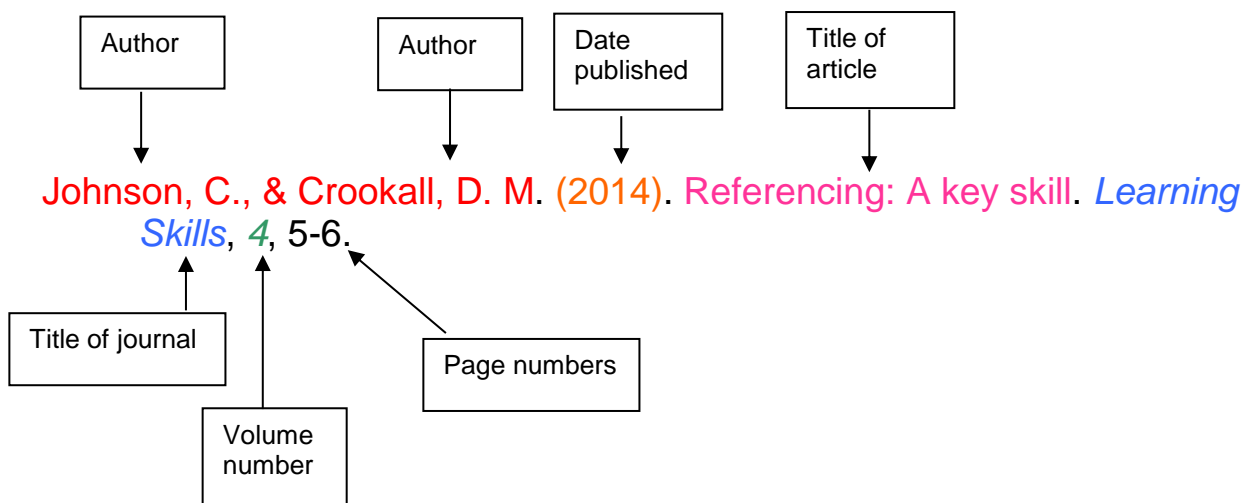 Author
Author
Date
published
Title of
article
Johnson, C., & Crookall, D. M. (2014). Referencing: A key skill. Learning
Skills, 4, 5-6.
Title of journal
Page numbers
Volume
number